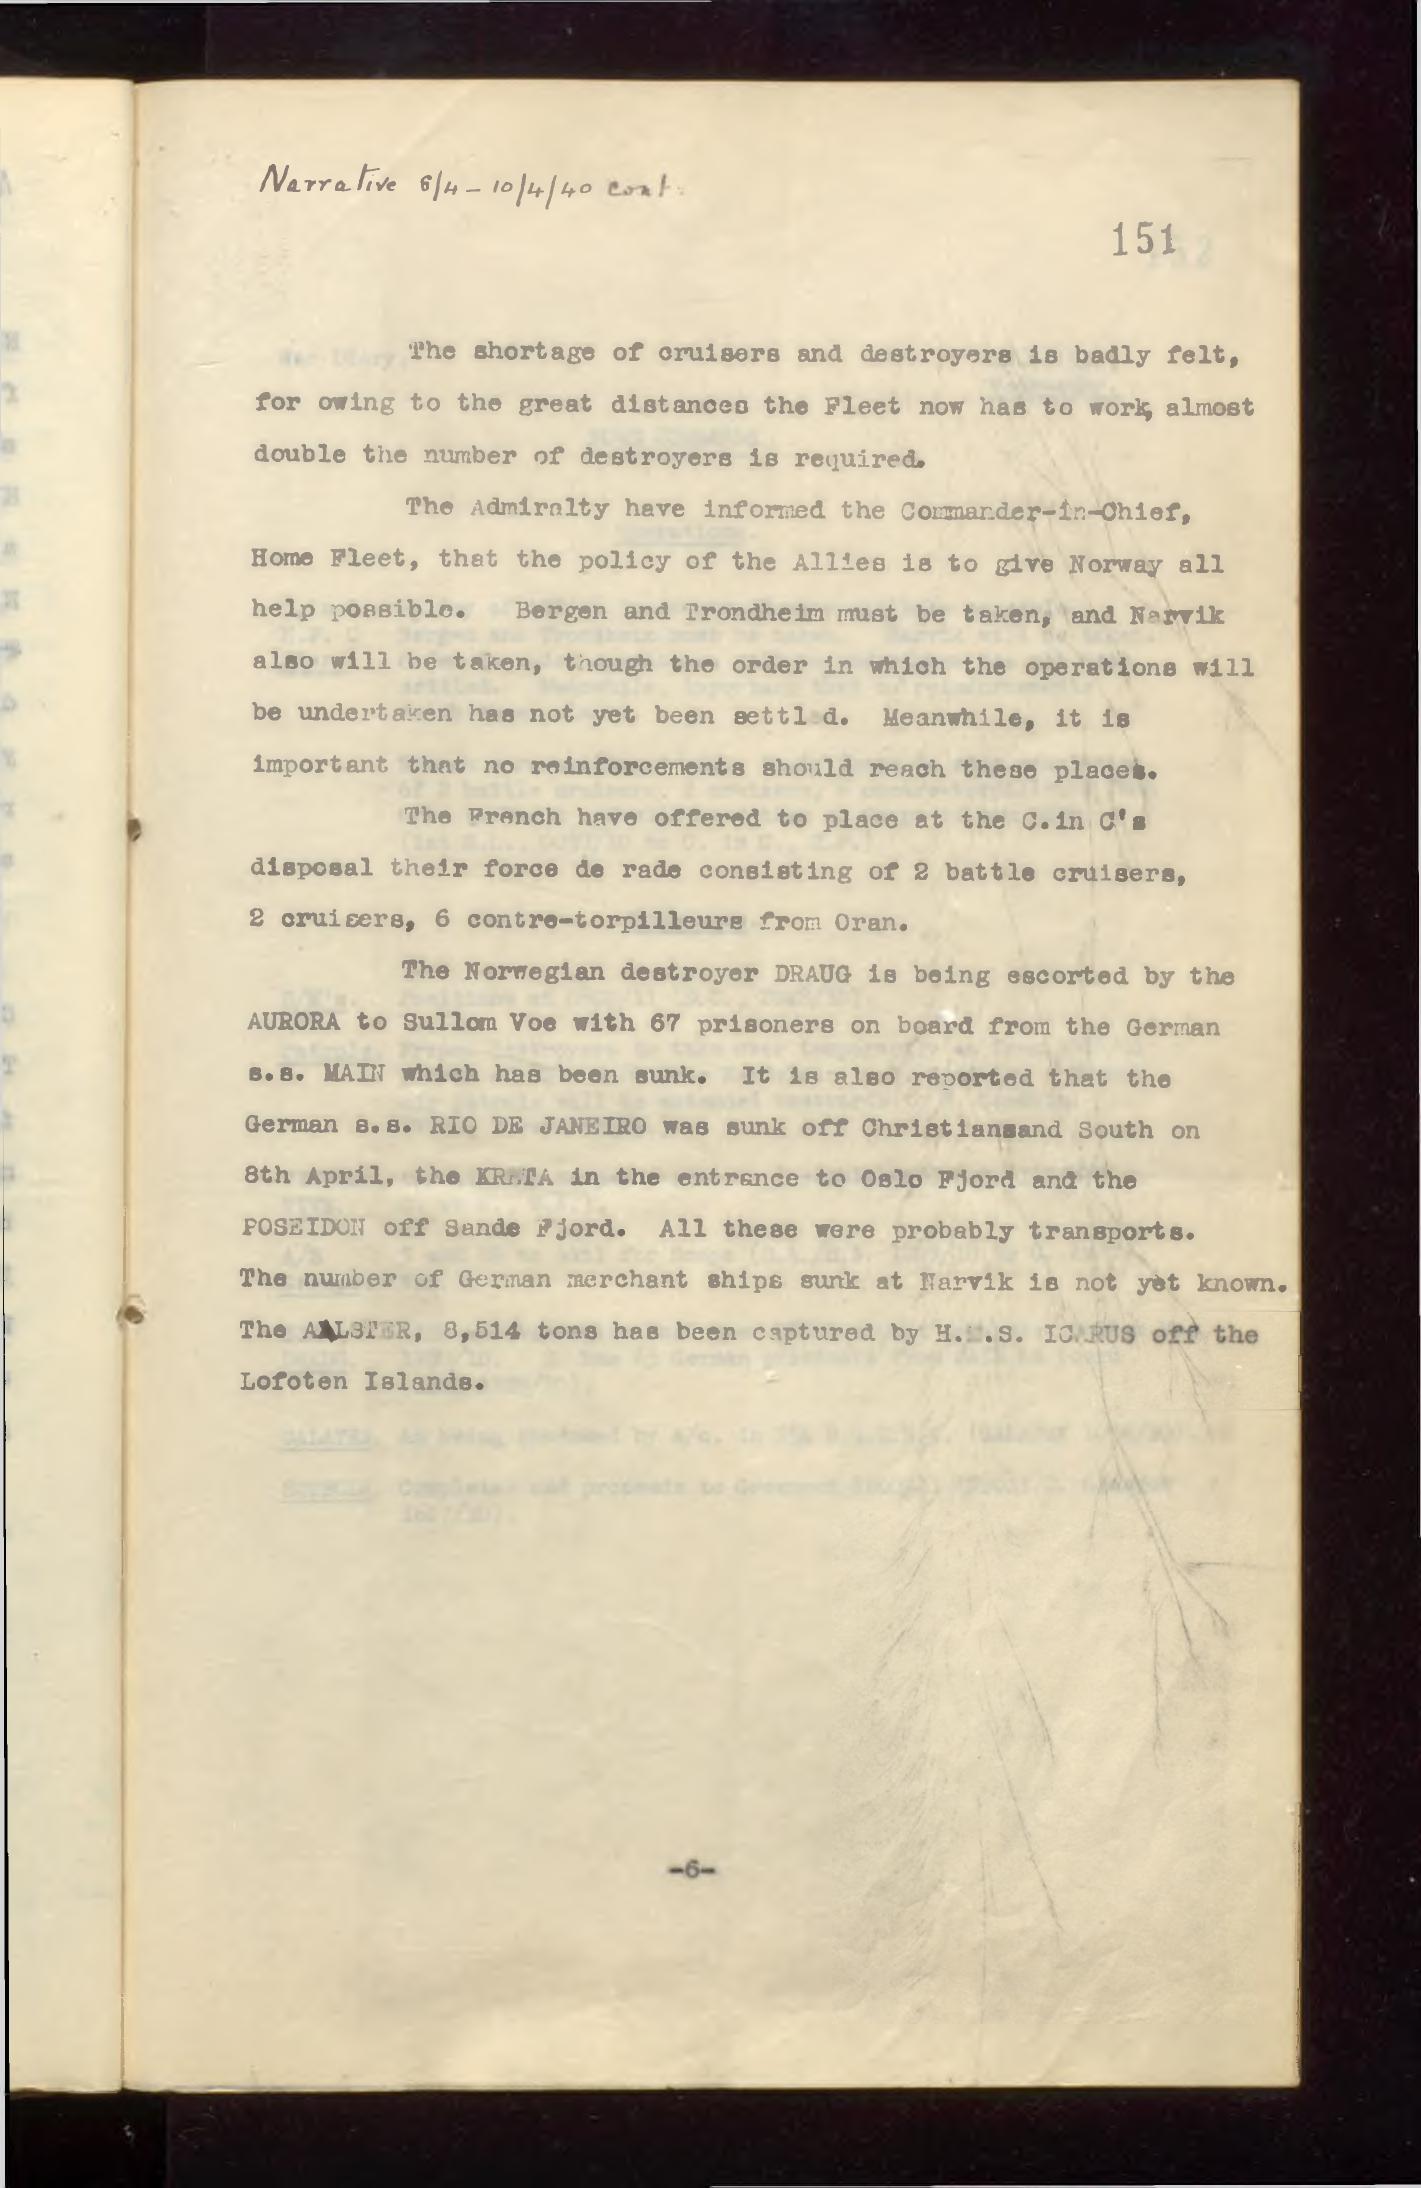 Narrative 6/4 - 10/4/40 cont.
151
The shortage of cruisers and destroyers is badly felt,
for owing to the great distances the Fleet now has to work, almost
double the number of destroyers is required.
The Admiralty have informed the Commander-in-Chief,
Home Fleet, that the policy of the Allies is to give Norway all
help possible. Bergen and Trondheim must be taken, and Narvik
also will be taken, though the order in which the operations will
be undertaken has not yet been settl d. Meanwhile, it is
important that no reinforcements should reach these places.
The French have offered to place at the C.in C's
disposal their force de rade consisting of 2 battle cruisers,
2 cruisers, 6 contre-torpilleurs from Oran.
The Norwegian destroyer DRAUG is being escorted by the
AURORA to Sullom Voe with 67 prisoners on board from the German
s.s. MAIN which has been sunk. It is also reported that the
German s.s. RIO DE JANEIRO was sunk off Christiansand South on
8th April, the KRETA in the entrance to Oslo Fjord and the
POSEIDON off Sande Fjord. All these were probably transports.
The number of German merchant ships sunk at Narvik is not yet known.
The ALSTER, 8,514 tons has been captured by H.M.S. ICARUS off the
Lofoten Islands.
-6-